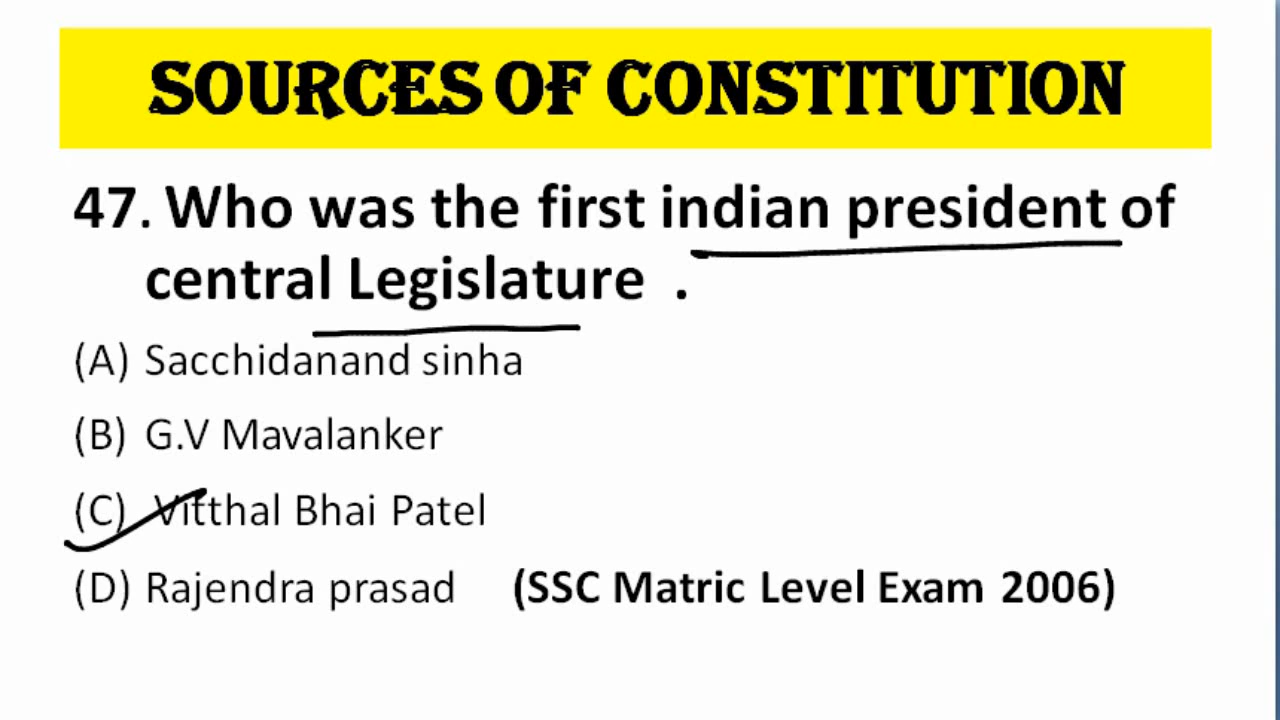 SOURCES OF CONSTITUTION
47. Who was the first indian president of
central Legislature .
(A) Sacchidanand sinha
(B) G.V Mavalanker
(C) Vitthal Bhai Patel
(D) Rajendra prasad (SSC Matric Level Exam 2006)